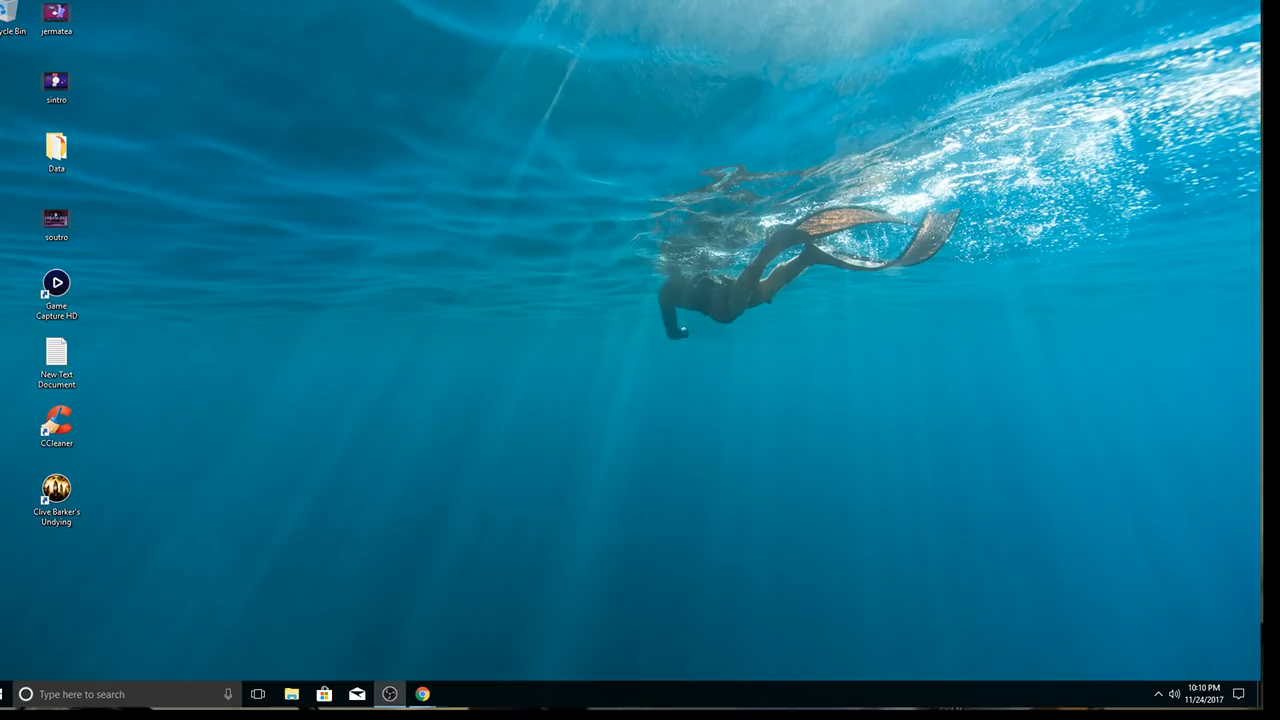 ycle Bin
jermatea
sintro
Data
soutro
Game
Capture HD
New Text
Document
CCleaner
Clive Barker's
Undying
Type here to search
10:10 PM
11/24/2017